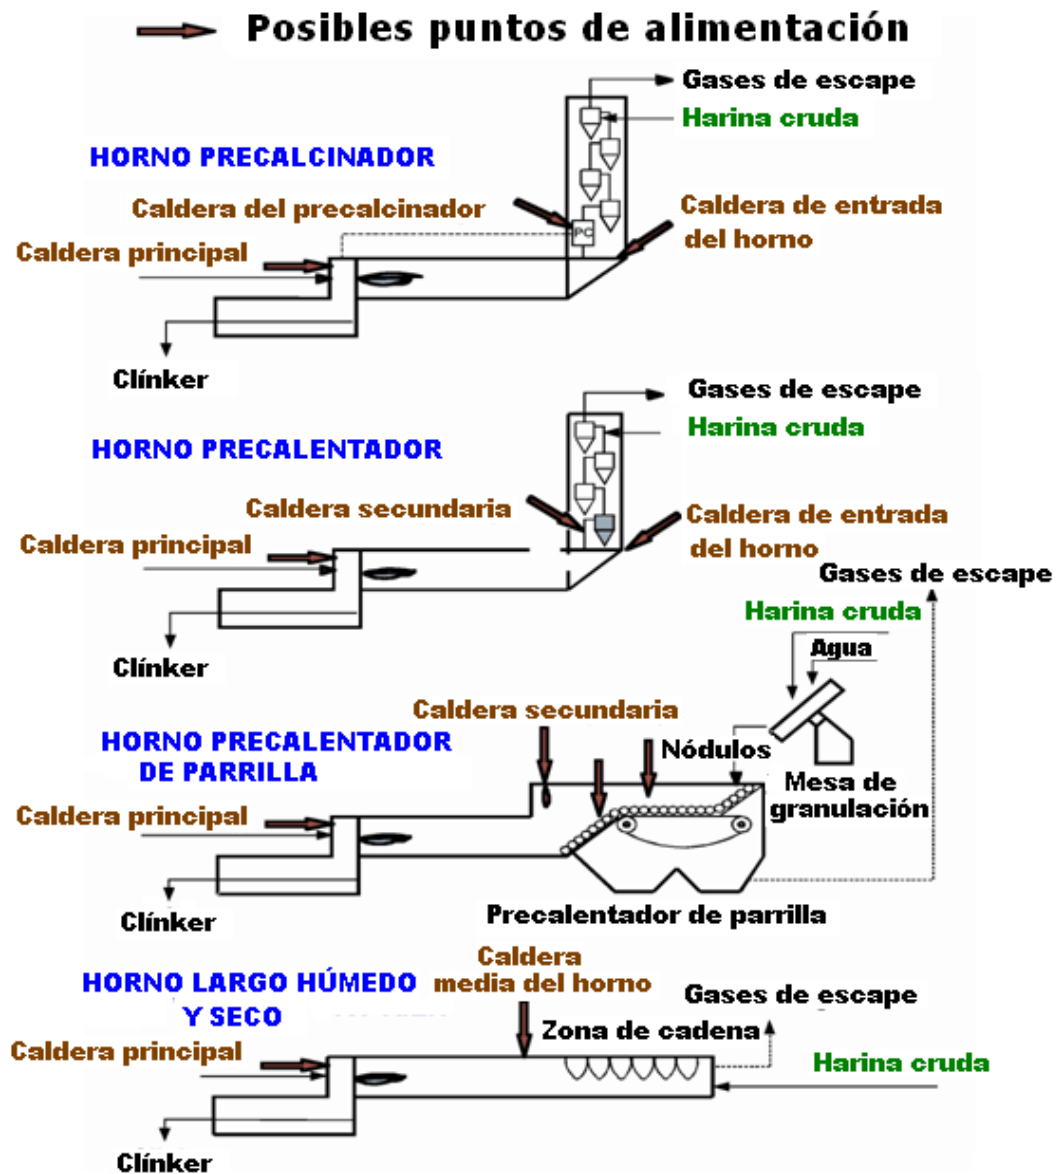 Posibles puntos de alimentación
Gases de escape
Harina cruda
HORNO PRECALCINADOR
Caldera del precalcinador
Caldera de entrada
del horno
PC
Caldera principal
Clínker
Gases de escape
Harina cruda
HORNO PRECALENTADOR
Caldera secundaria
Caldera de entrada
del horno
Caldera principal
Clínker
Gases de escape
Harina cruda
Agua
Caldera secundaria
HORNO PRECALENTADOR
DE PARRILLA
Nódulos
Mesa de
granulación
Caldera principal
Clínker
Precalentador de parrilla
HORNO LARGO HÚMEDO
Y SECO
Caldera
media del horno
Gases de escape
Zona de cadena
Caldera principal
Harina cruda
Clínker